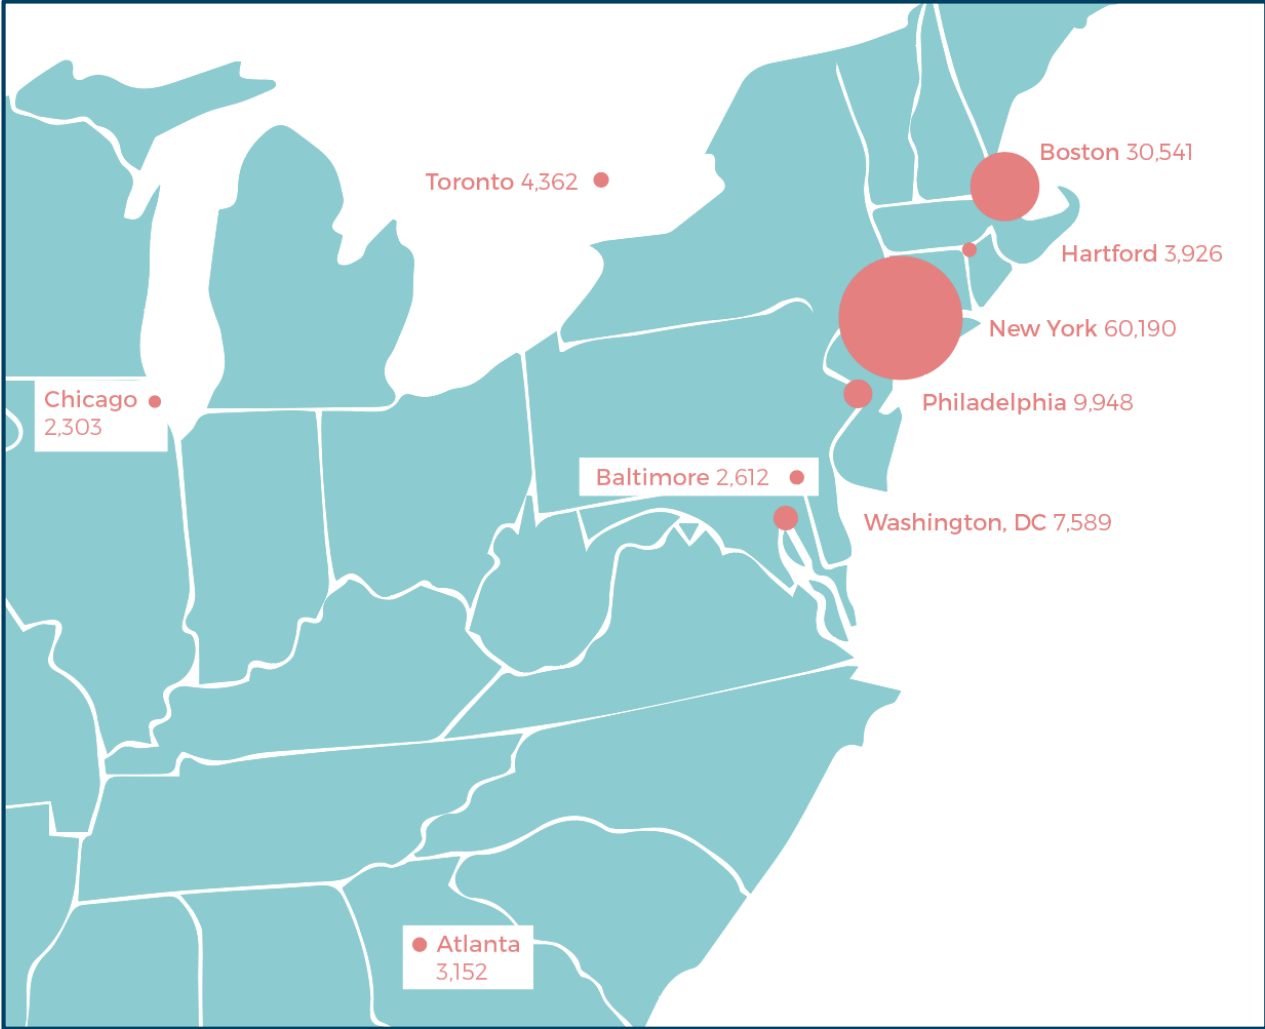 Boston 30,541
Toronto 4,362
Hartford 3,926
New York 60,190
Chicago
2,303
Philadelphia 9,948
Baltimore 2,612
Washington, DC 7,589
Atlanta
3,152